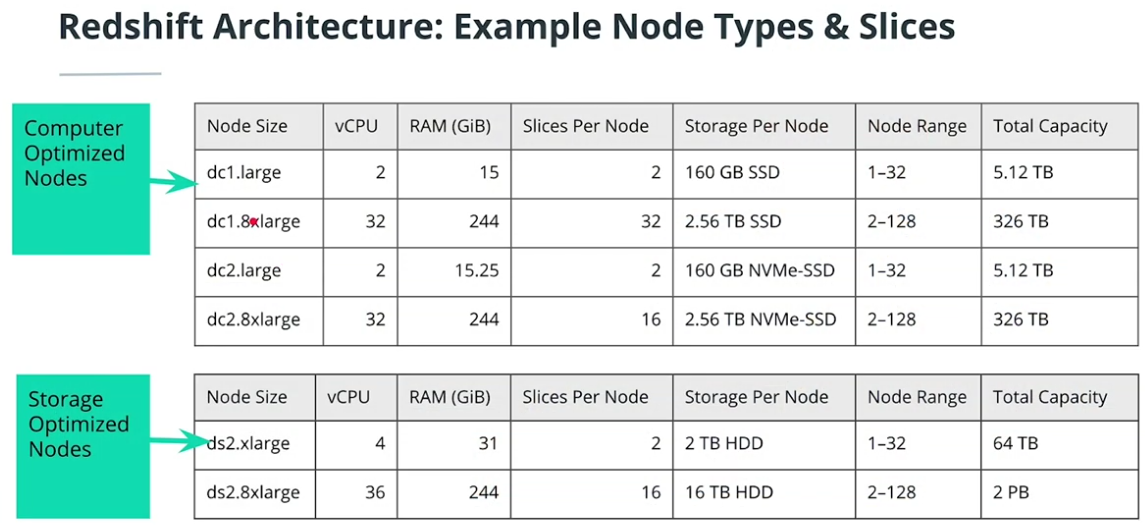 Redshift Architecture: Example Node Types & Slices
Computer
Optimized
Nodes
Node Size vCPU RAM (GiB) Slices Per Node Storage Per Node Node Range Total Capacity
dc1.large 2 15 2 160 GB SSD 1–32 5.12 TB
dc1.8xlarge 32 244 32 2.56 TB SSD 2–128 326 TB
dc2.large 2 15.25 2 160 GB NVMe-SSD 1–32 5.12 TB
dc2.8xlarge 32 244 16 2.56 TB NVMe-SSD 2–128 326 TB
Storage
Optimized
Nodes
Node Size vCPU RAM (GiB) Slices Per Node Storage Per Node Node Range Total Capacity
ds2.xlarge 4 31 2 2 TB HDD 1–32 64 TB
ds2.8xlarge 36 244 16 16 TB HDD 2–128 2 PB